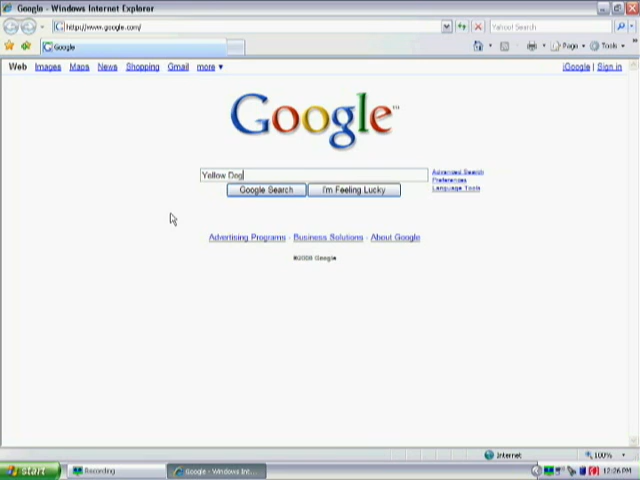 Google - Windows Internet Explorer
http://www.google.com/
Yahoo! Search
Google
Page
Tools
Web Images Maps News Shopping Gmail more ▼
iGoogle | Sign in
Google™
Yellow Dog
Advanced Search
Preferences
Language Tools
Google Search
I'm Feeling Lucky
Advertising Programs - Business Solutions - About Google
©2008 Google
Internet
100%
start
Recording
Google - Windows Int...
12:26 PM